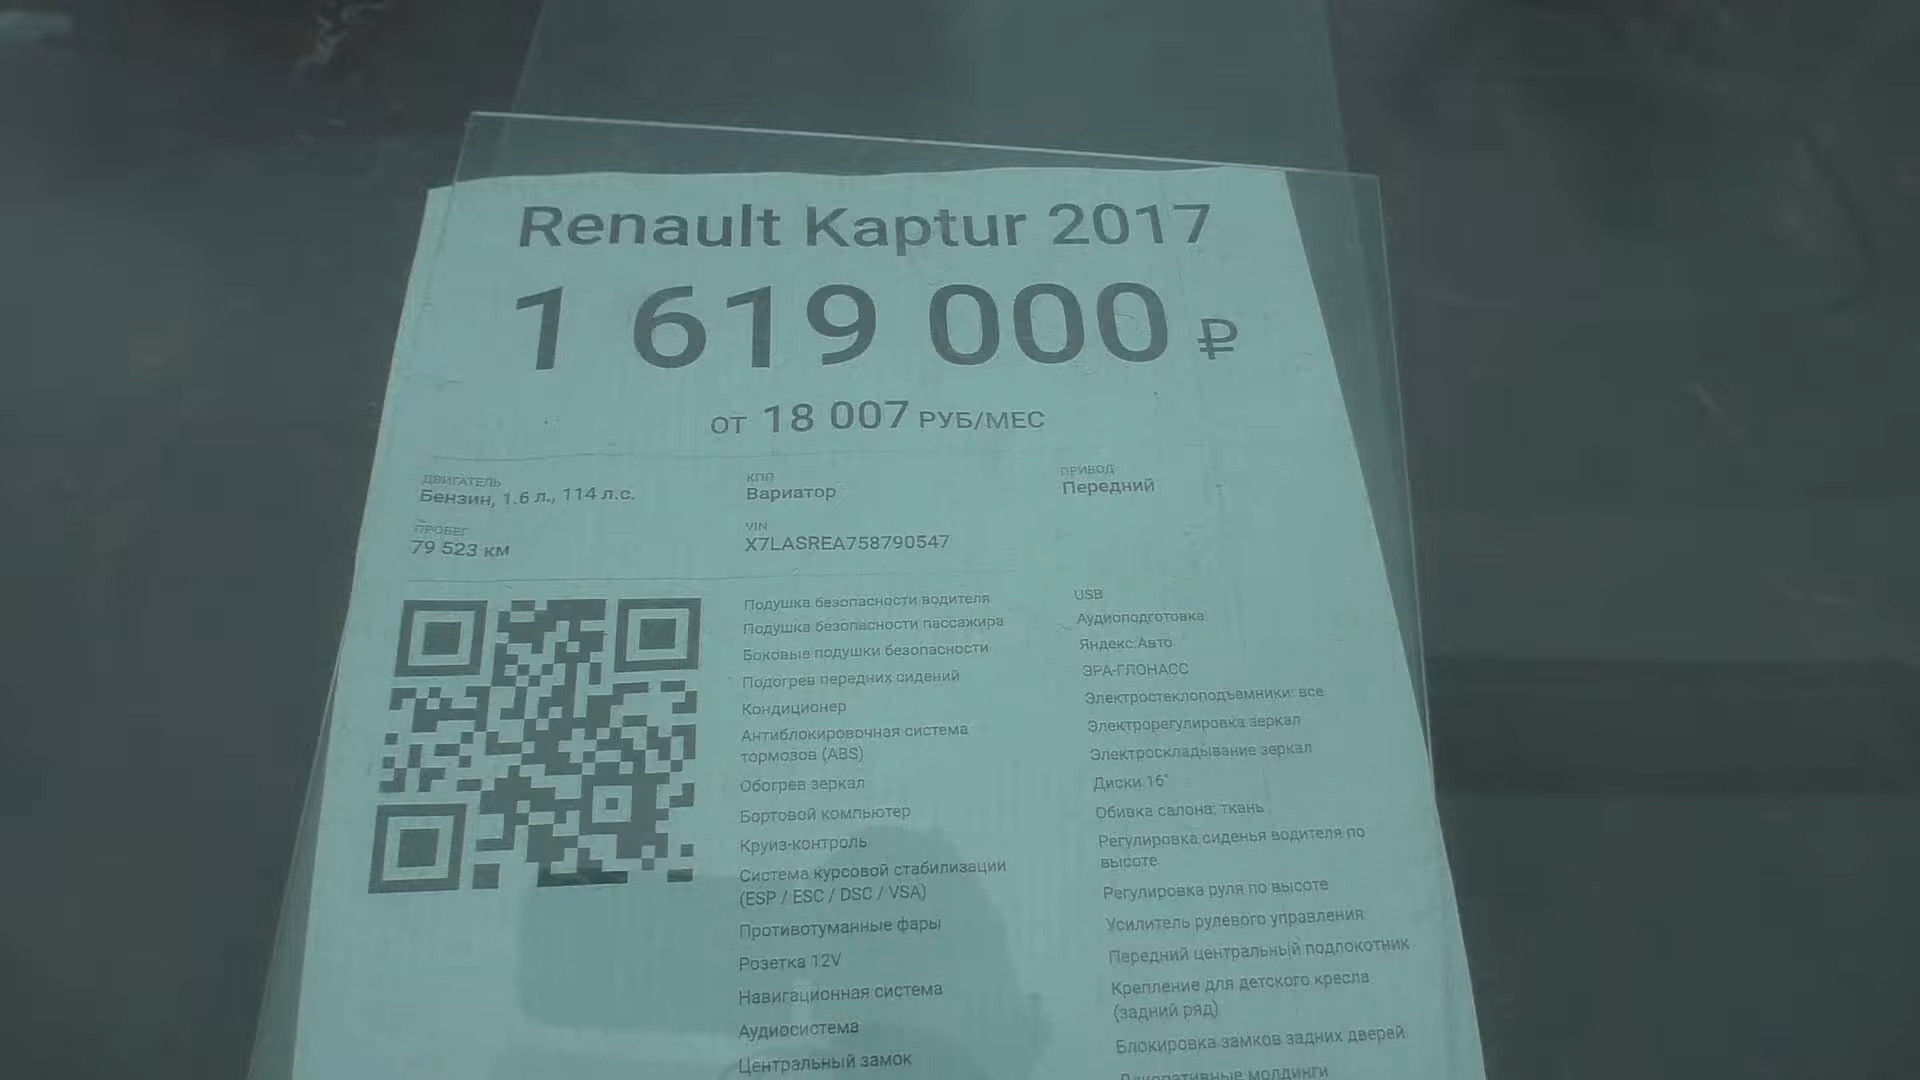 Renault Kaptur 2017
1 619 000 ₽
ОТ 18 007 РУБ/МЕС
ДВИГАТЕЛЬ
Бензин, 1.6 л., 114 л.с.
КПП
Вариатор
ПРИВОД
Передний
ПРОБЕГ
79 523 км
VIN
X7LASREA758790547
Подушка безопасности водителя
Подушка безопасности пассажира
Боковые подушки безопасности
Подогрев передних сидений
Кондиционер
Антиблокировочная система
тормозов (ABS)
Обогрев зеркал
Бортовой компьютер
Круиз-контроль
Система курсовой стабилизации
(ESP / ESC / DSC / VSA)
Противотуманные фары
Розетка 12V
Навигационная система
Аудиосистема
Центральный замок
USB
Аудиоподготовка
Яндекс.Авто
ЭРА-ГЛОНАСС
Электростеклоподъемники: все
Электрорегулировка зеркал
Электроскладывание зеркал
Диски 16"
Обивка салона: ткань
Регулировка сиденья водителя по
высоте
Регулировка руля по высоте
Усилитель рулевого управления
Передний центральный подлокотник
Крепление для детского кресла
(задний ряд)
Блокировка замков задних дверей
Декоративные молдинги